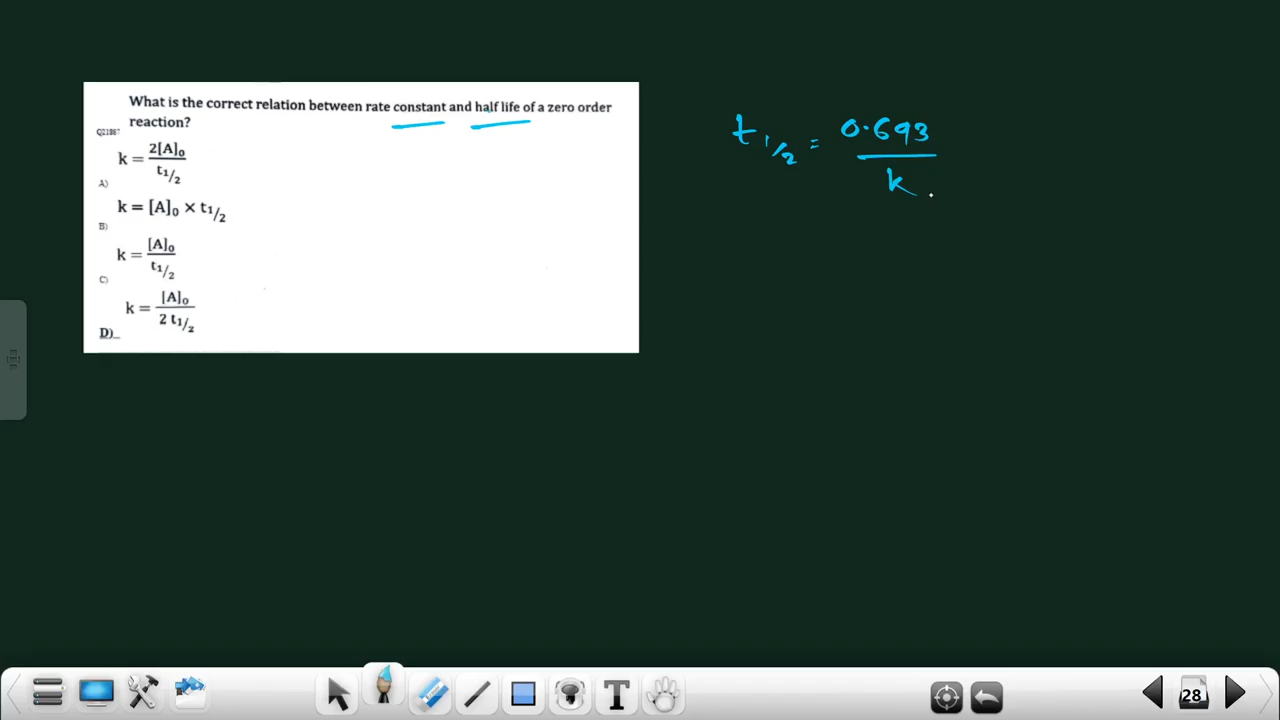 What is the correct relation between rate constant and half life of a zero order
reaction?
Q21867
k = 2[A]₀ / t₁/₂
A)
k = [A]₀ × t₁/₂
B)
k = [A]₀ / t₁/₂
C)
k = [A]₀ / 2 t₁/₂
D)
t₁/₂ = 0.693 / k
28